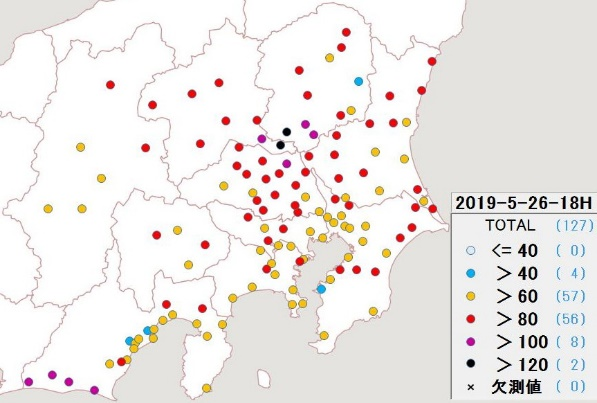 2019-5-26-18H
TOTAL (127)
<= 40 ( 0)
> 40 ( 4)
> 60 (57)
> 80 (56)
> 100 ( 8)
> 120 ( 2)
× 欠測値 ( 0)